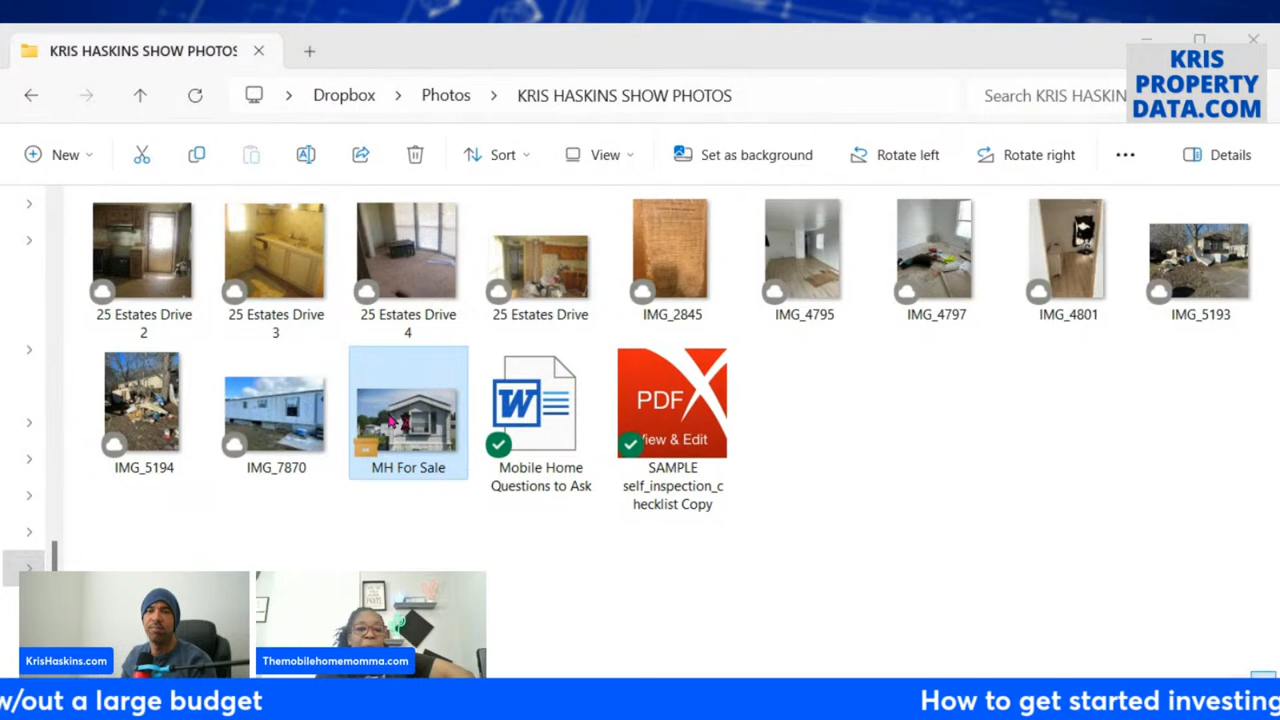 KRIS HASKINS SHOW PHOTOS
KRIS
PROPERTY
DATA.COM
Dropbox
Photos
KRIS HASKINS SHOW PHOTOS
Search KRIS HASKIN
New
Sort
View
Set as background
Rotate left
Rotate right
Details
25 Estates Drive
2
25 Estates Drive
3
25 Estates Drive
4
25 Estates Drive
IMG_2845
IMG_4795
IMG_4797
IMG_4801
IMG_5193
IMG_5194
IMG_7870
MH For Sale
W
Mobile Home
Questions to Ask
PDF
View & Edit
SAMPLE
self_inspection_c
hecklist Copy
KrisHaskins.com
Themobilehomemomma.com
w/out a large budget
How to get started investing